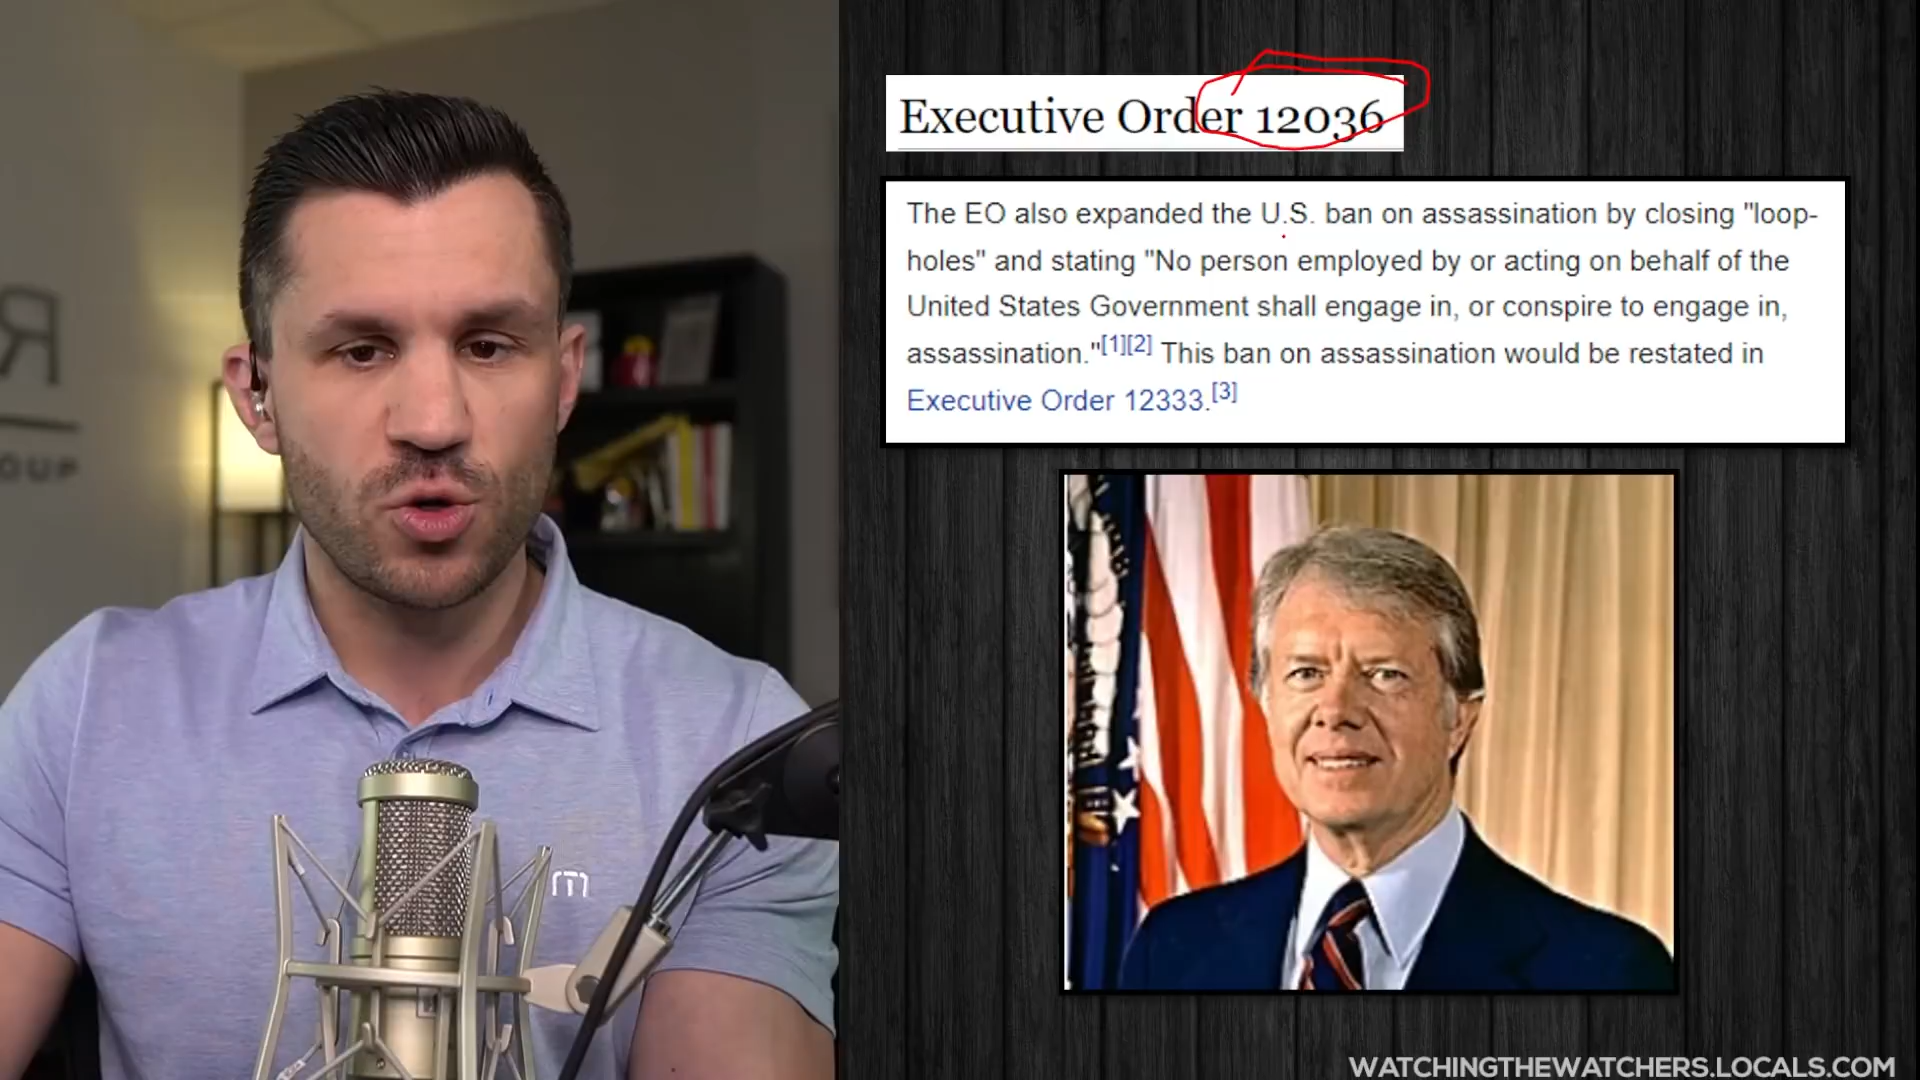 Executive Order 12036
The EO also expanded the U.S. ban on assassination by closing "loop-
holes" and stating "No person employed by or acting on behalf of the
United States Government shall engage in, or conspire to engage in,
assassination."[1][2] This ban on assassination would be restated in
Executive Order 12333.[3]
R
OUP
WATCHINGTHEWATCHERS.LOCALS.COM